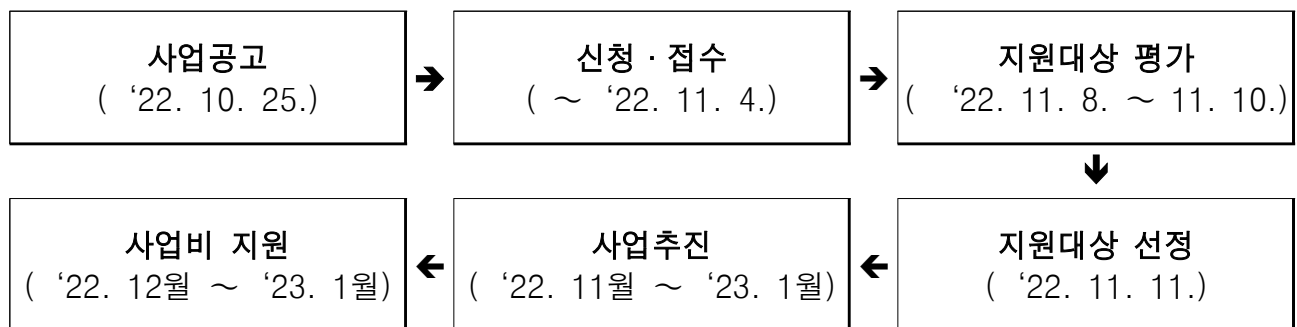 사업공고
( ‘22. 10. 25.)
➔
신청 · 접수
( ~ ‘22. 11. 4.)
➔
지원대상 평가
( ‘22. 11. 8. ~ 11. 10.)
지원대상 선정
( ‘22. 11. 11.)
사업추진
( ‘22. 11월 ~ ‘23. 1월)
사업비 지원
( ‘22. 12월 ~ ‘23. 1월)